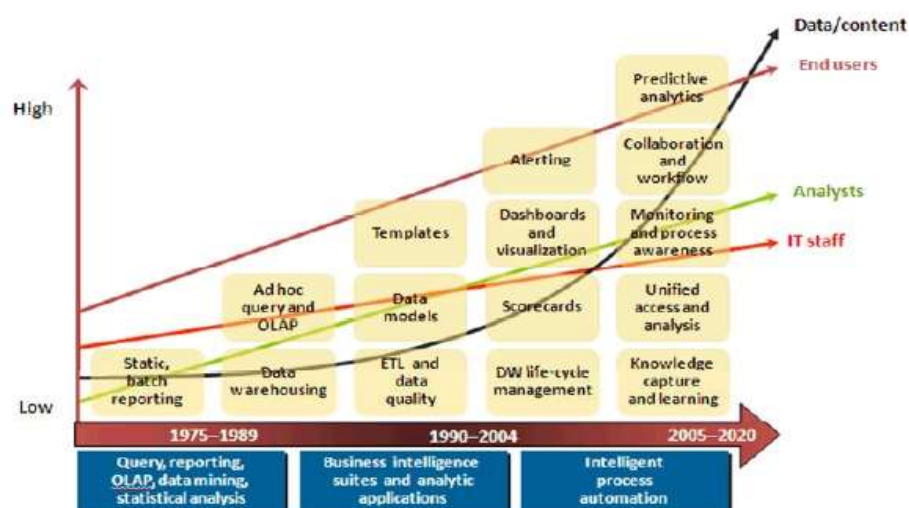 Data/content
End users
High
Predictive
analytics
Alerting
Collaboration
and
workflow
Analysts
Templates
Dashboards
and
visualization
Monitoring
and process
awareness
IT staff
Ad hoc
query and
OLAP
Data
models
Scorecards
Unified
access and
analysis
Static,
batch
reporting
Data
warehousing
ETL and
data
quality
DW life-cycle
management
Knowledge
capture
and learning
Low
1975–1989
1990–2004
2005–2020
Query, reporting,
OLAP, data mining,
statistical analysis
Business intelligence
suites and analytic
applications
Intelligent
process
automation